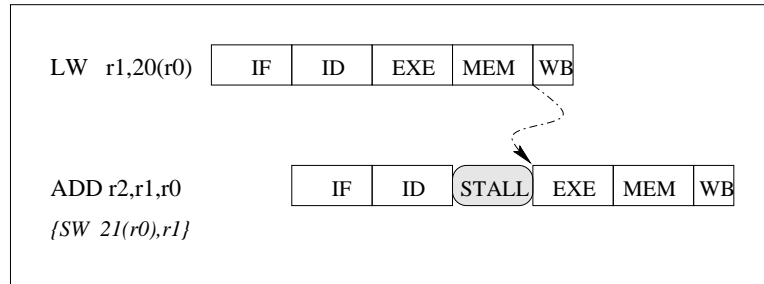 LW r1,20(r0) IF ID EXE MEM WB
ADD r2,r1,r0 IF ID STALL EXE MEM WB
{SW 21(r0),r1}